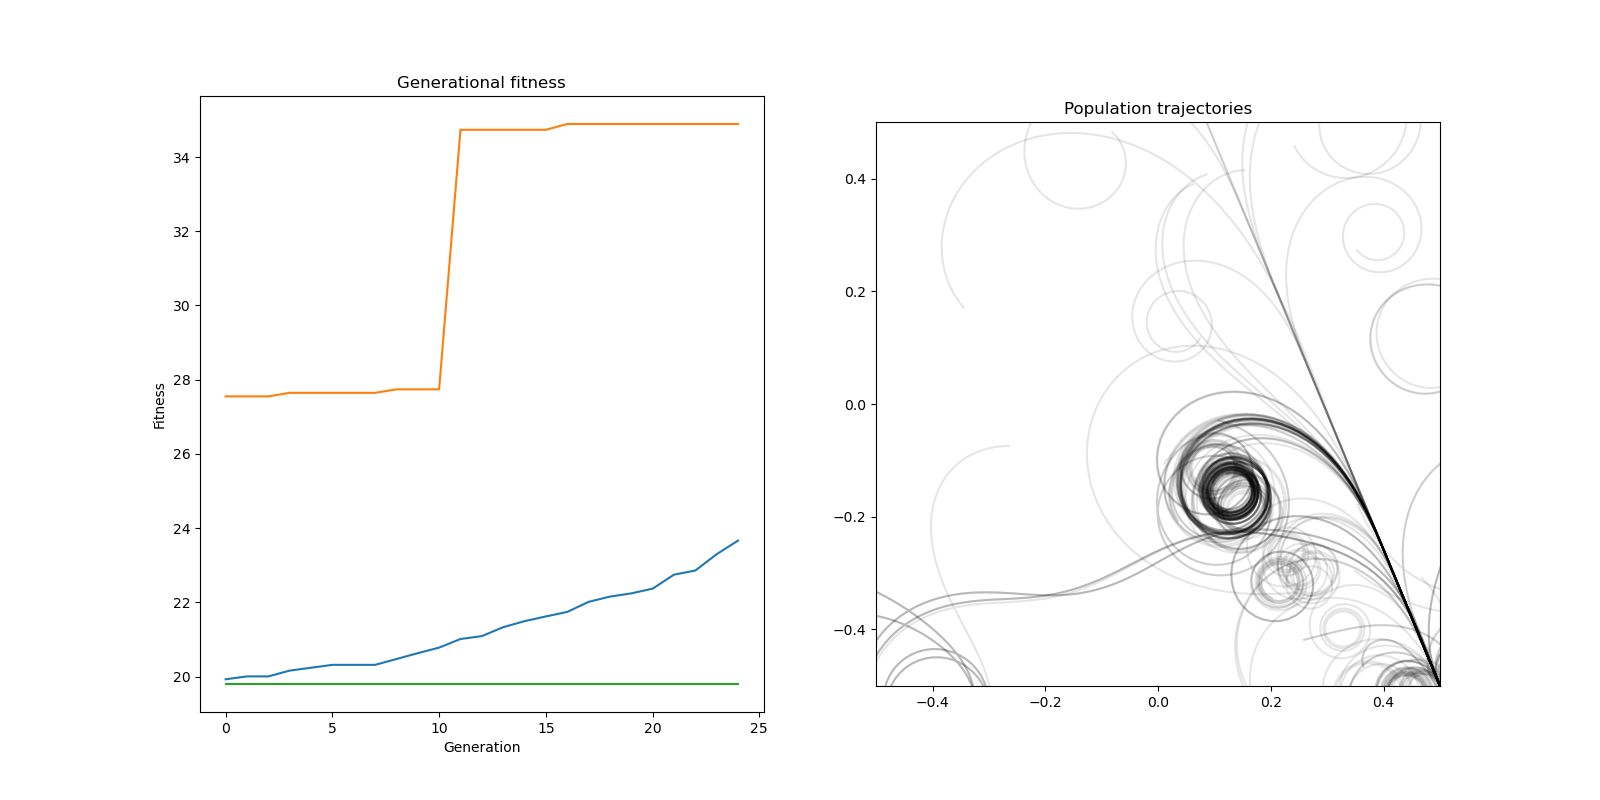 Generational fitness
Fitness
34
32
30
28
26
24
22
20
0 5 10 15 20 25
Generation
Population trajectories
0.4
0.2
0.0
−0.2
−0.4
−0.4 −0.2 0.0 0.2 0.4